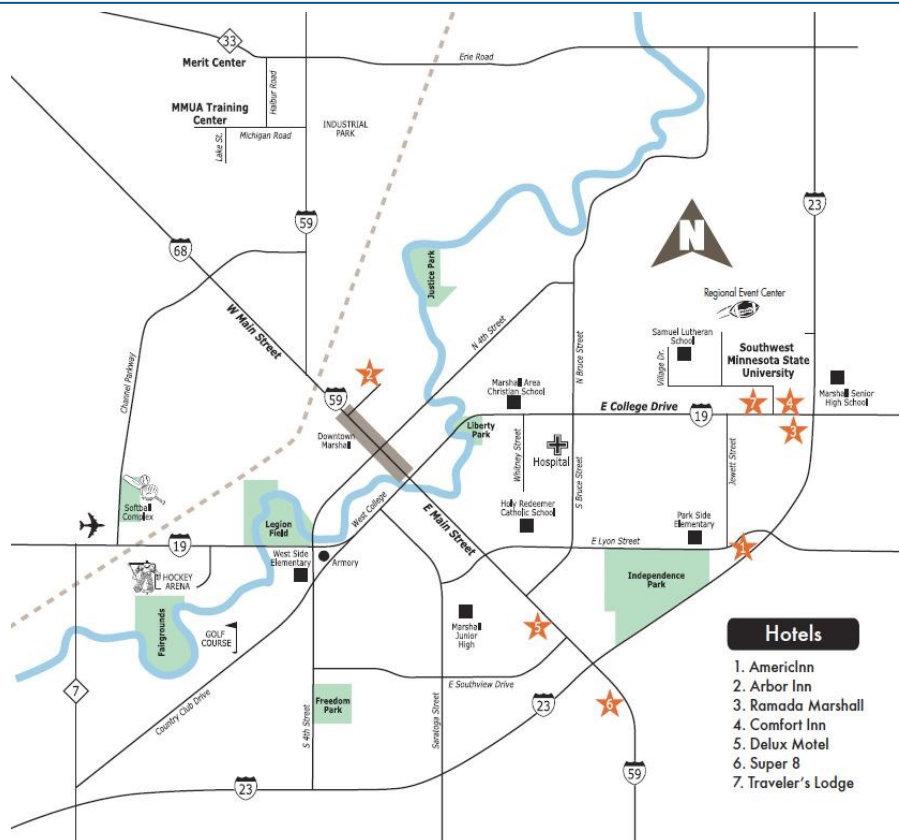 33
Merit Center
Erie Road
Halbur Road
MMUA Training
Center
Lake St.
Michigan Road
INDUSTRIAL
PARK
59
23
68
N
Justice Park
Regional Event Center
W Main Street
N 4th Street
N Bruce Street
Samuel Lutheran
School
Village Dr.
Southwest
Minnesota State
University
Channel Parkway
2
59
Marshall Area
Christian School
7
4
Marshall Senior
High School
E College Drive
19
3
Liberty
Park
Downtown
Marshall
Whitney Street
Hospital
Jewett Street
S Bruce Street
West College
E Main Street
Softball
Complex
Legion
Field
Holy Redeemer
Catholic School
Park Side
Elementary
19
E Lyon Street
1
West Side
Elementary
Armory
HOCKEY
ARENA
Independence
Park
Fairgrounds
GOLF
COURSE
Marshall
Junior
High
5
7
Country Club Drive
S 4th Street
Freedom
Park
E Southview Drive
Saratoga Street
23
6
23
59
Hotels
1. AmericInn
2. Arbor Inn
3. Ramada Marshall
4. Comfort Inn
5. Delux Motel
6. Super 8
7. Traveler's Lodge